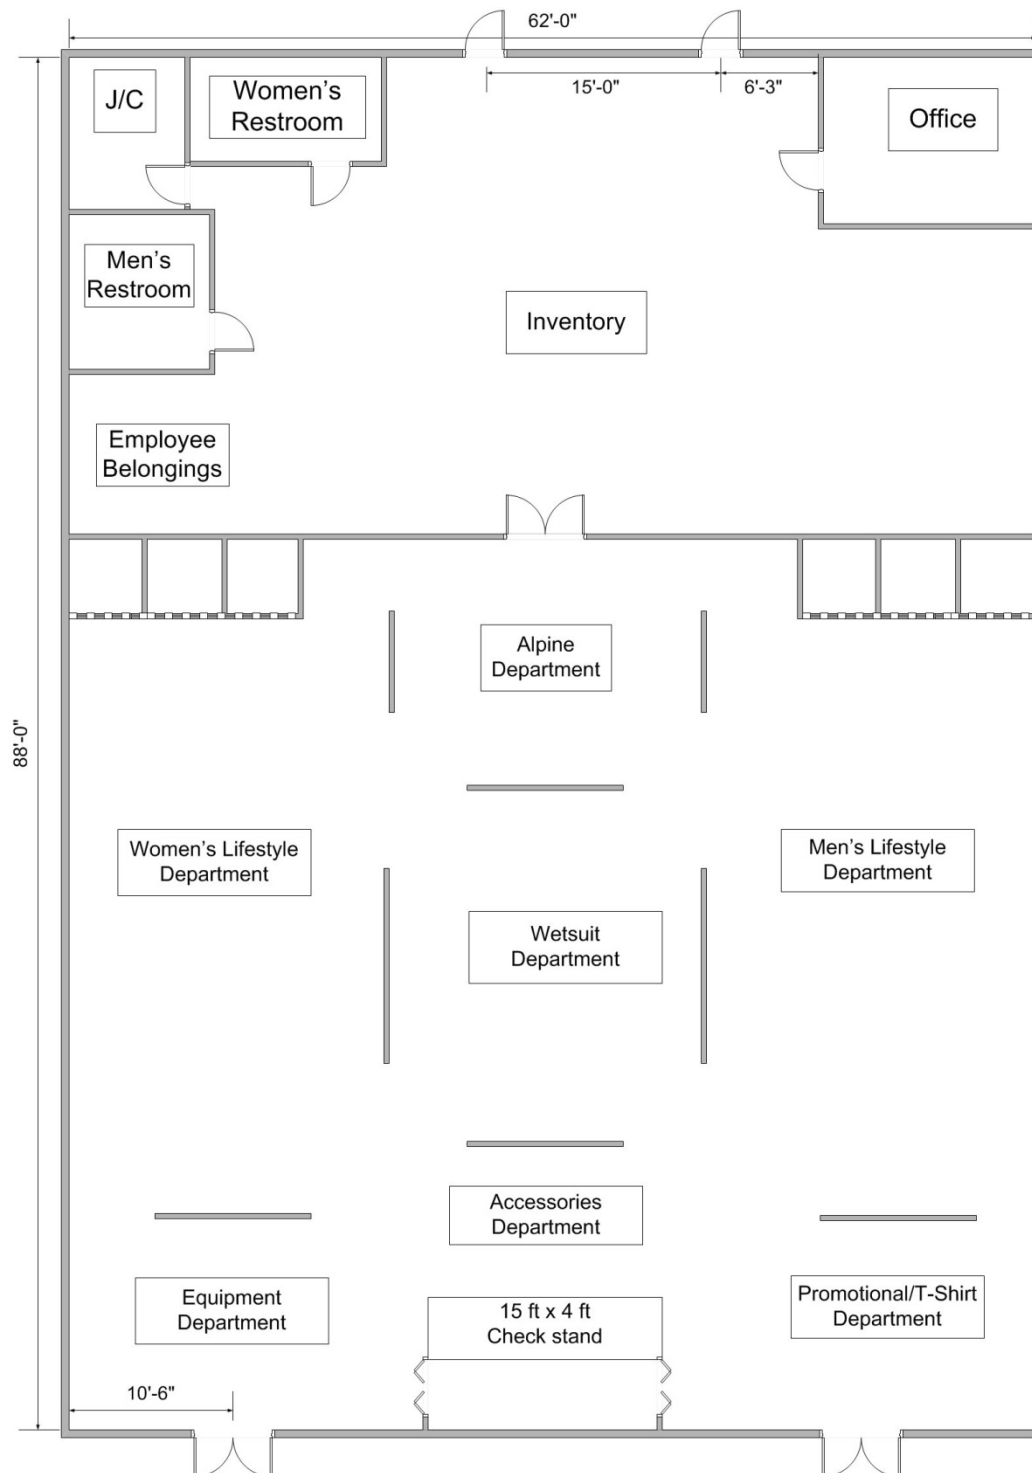 62'-0"
15'-0"
6'-3"
J/C
Women's
Restroom
Office
Men's
Restroom
Inventory
Employee
Belongings
Alpine
Department
88'-0"
Women's Lifestyle
Department
Men's Lifestyle
Department
Wetsuit
Department
Accessories
Department
Equipment
Department
15 ft x 4 ft
Check stand
Promotional/T-Shirt
Department
10'-6"